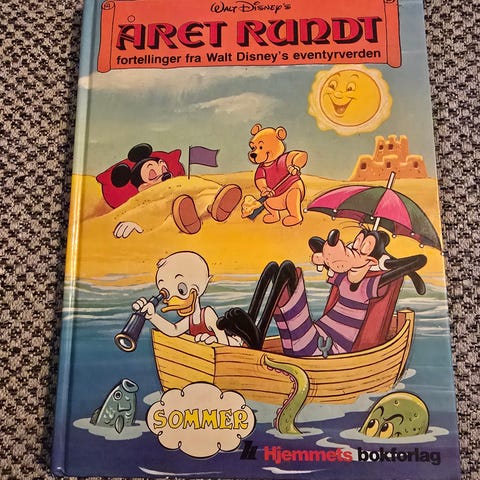 WALT DISNEY'S
ÅRET RUNDT
fortellinger fra Walt Disney's eventyrverden
SOMMER
Hjemmets bokforlag